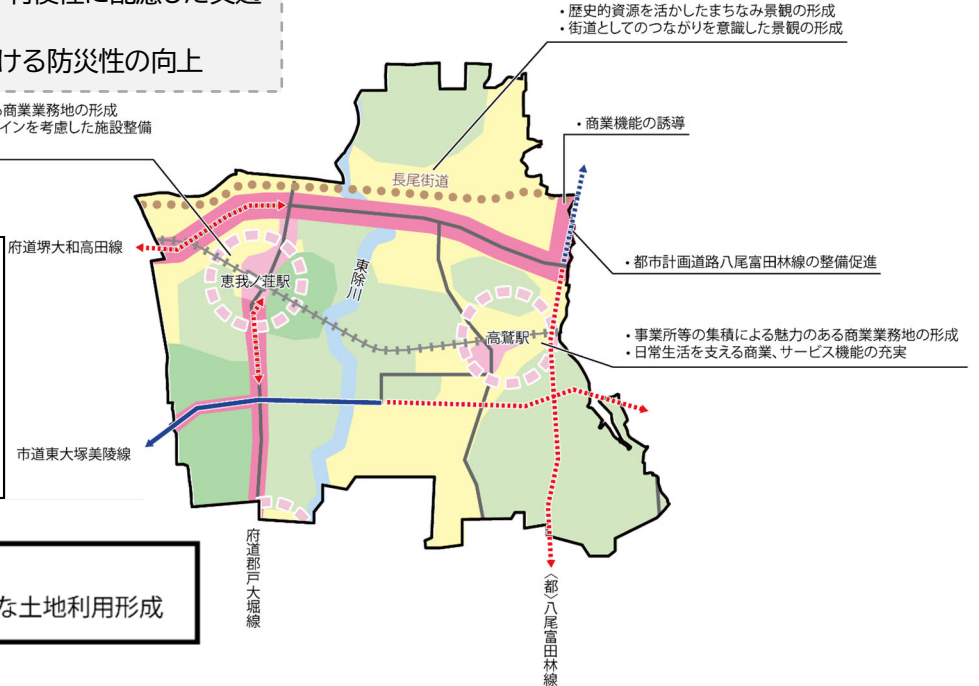 ・歴史的資源を活かしたまちなみ景観の形成
・街道としてのつながりを意識した景観の形成
ける防災性の向上
商業業務地の形成
インを考慮した施設整備
・商業機能の誘導
長尾街道
府道堺大和高田線
恵我ノ荘駅
東除川
・都市計画道路八尾富田林線の整備促進
高鷲駅
・事業所等の集積による魅力のある商業業務地の形成
・日常生活を支える商業、サービス機能の充実
市道東大塚美陵線
府道郡戸大堀線
〈都〉八尾富田林線
な土地利用形成